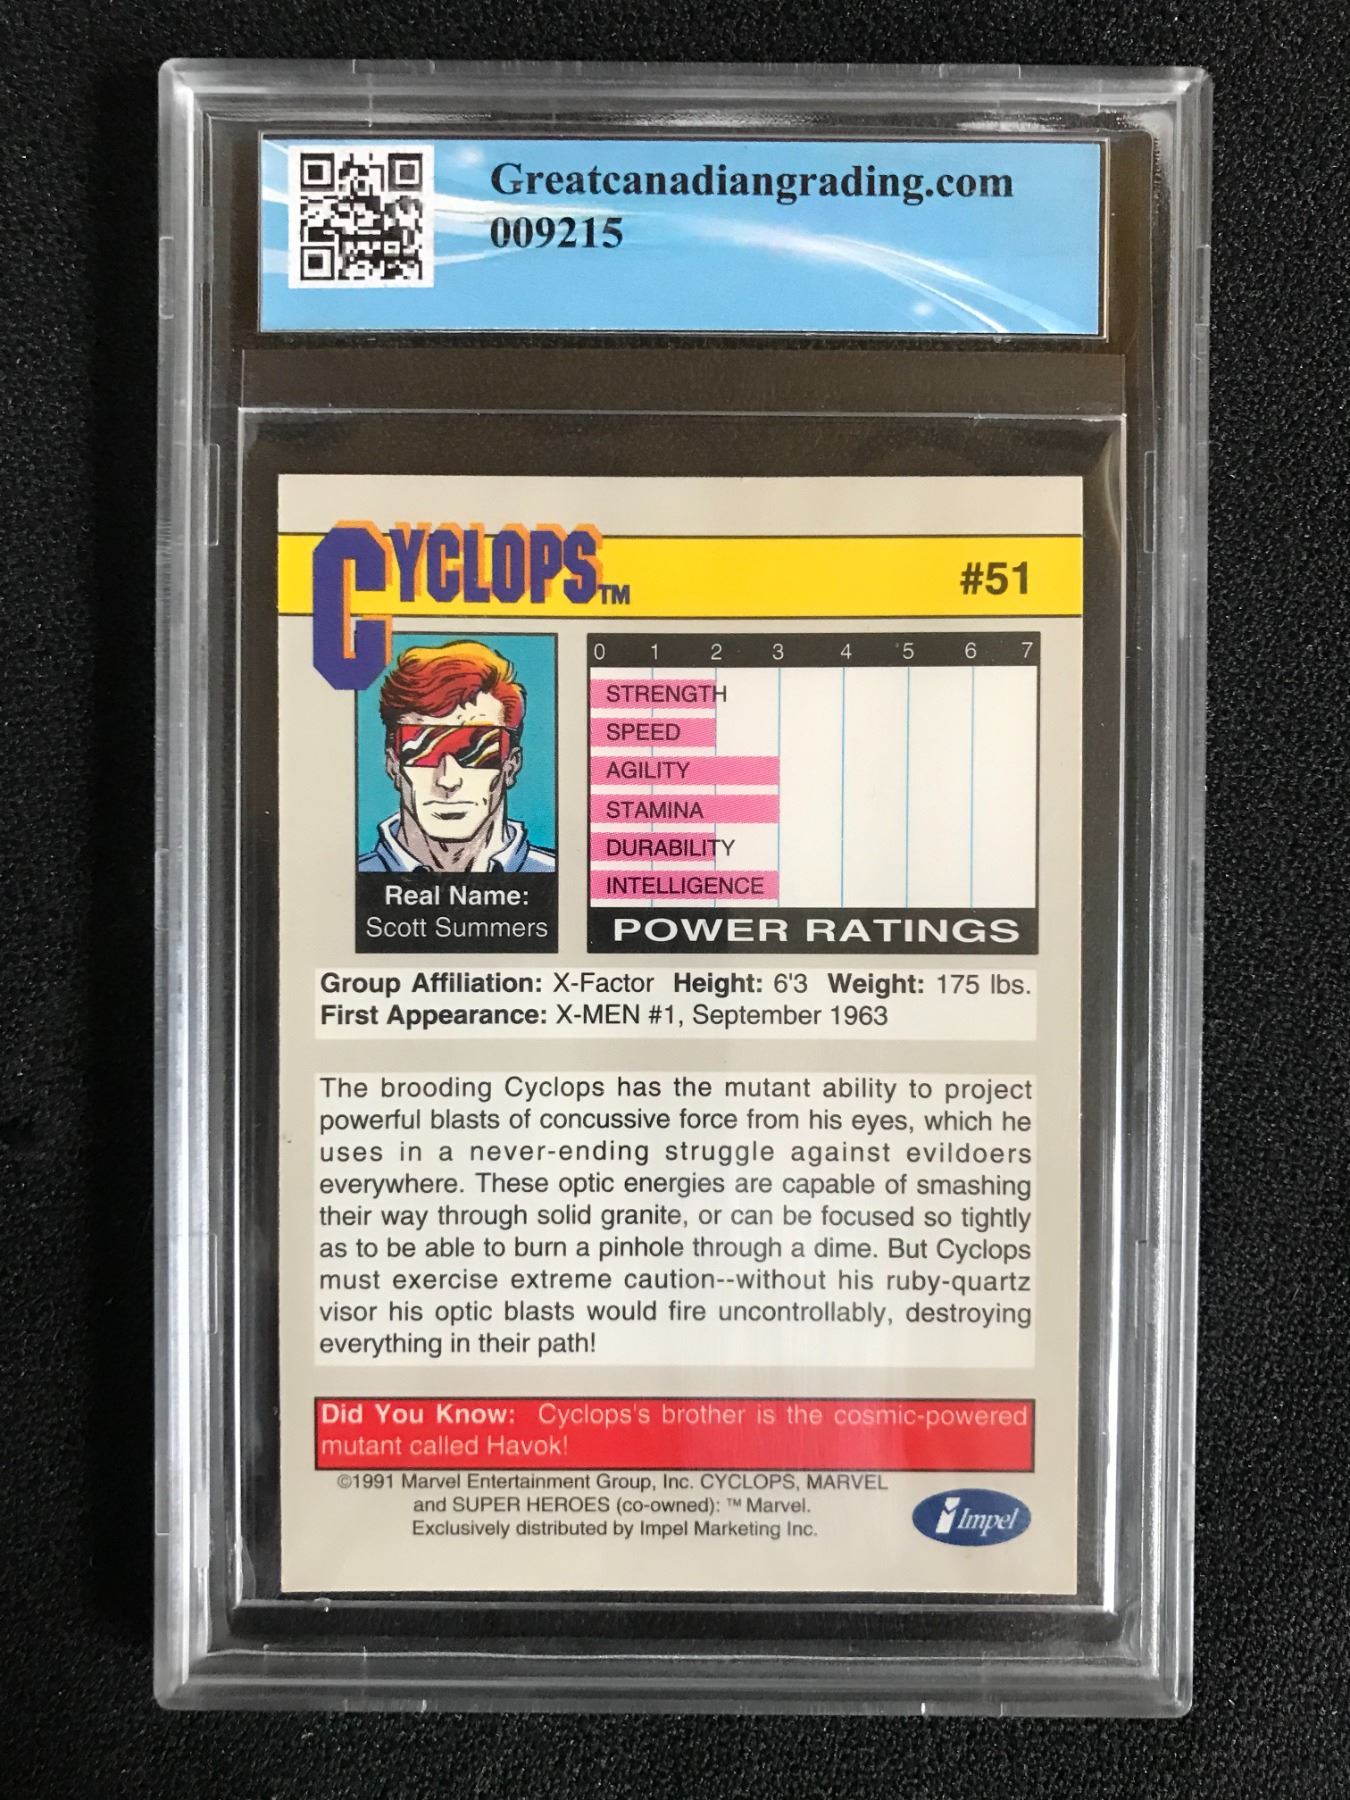 Greatcanadiangrading.com
009215
CYCLOPS™
#51
0 1 2 3 4 5 6 7
STRENGTH
SPEED
AGILITY
STAMINA
DURABILITY
INTELLIGENCE
POWER RATINGS
Real Name:
Scott Summers
Group Affiliation: X-Factor Height: 6'3 Weight: 175 lbs.
First Appearance: X-MEN #1, September 1963
The brooding Cyclops has the mutant ability to project
powerful blasts of concussive force from his eyes, which he
uses in a never-ending struggle against evildoers
everywhere. These optic energies are capable of smashing
their way through solid granite, or can be focused so tightly
as to be able to burn a pinhole through a dime. But Cyclops
must exercise extreme caution--without his ruby-quartz
visor his optic blasts would fire uncontrollably, destroying
everything in their path!
Did You Know: Cyclops's brother is the cosmic-powered
mutant called Havok!
©1991 Marvel Entertainment Group, Inc. CYCLOPS, MARVEL
and SUPER HEROES (co-owned): ™ Marvel.
Exclusively distributed by Impel Marketing Inc.
Impel